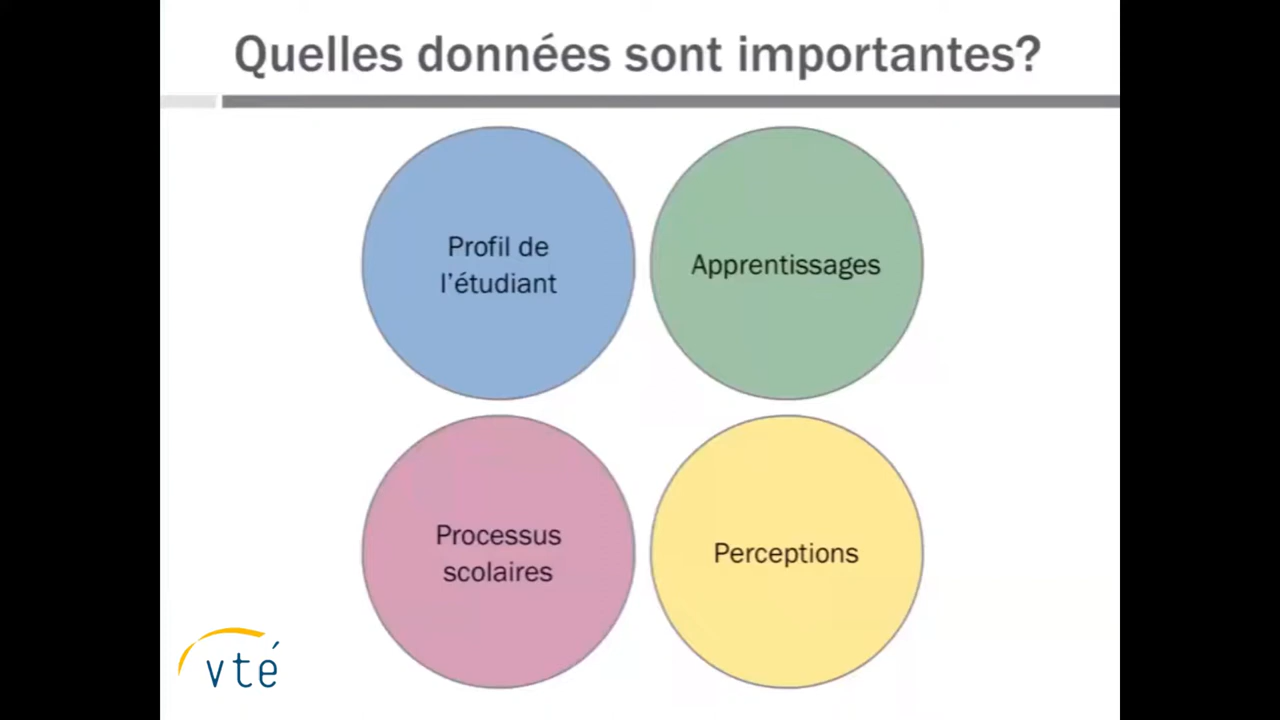 Quelles données sont importantes?
Profil de
l'étudiant
Apprentissages
Processus
scolaires
Perceptions
vté